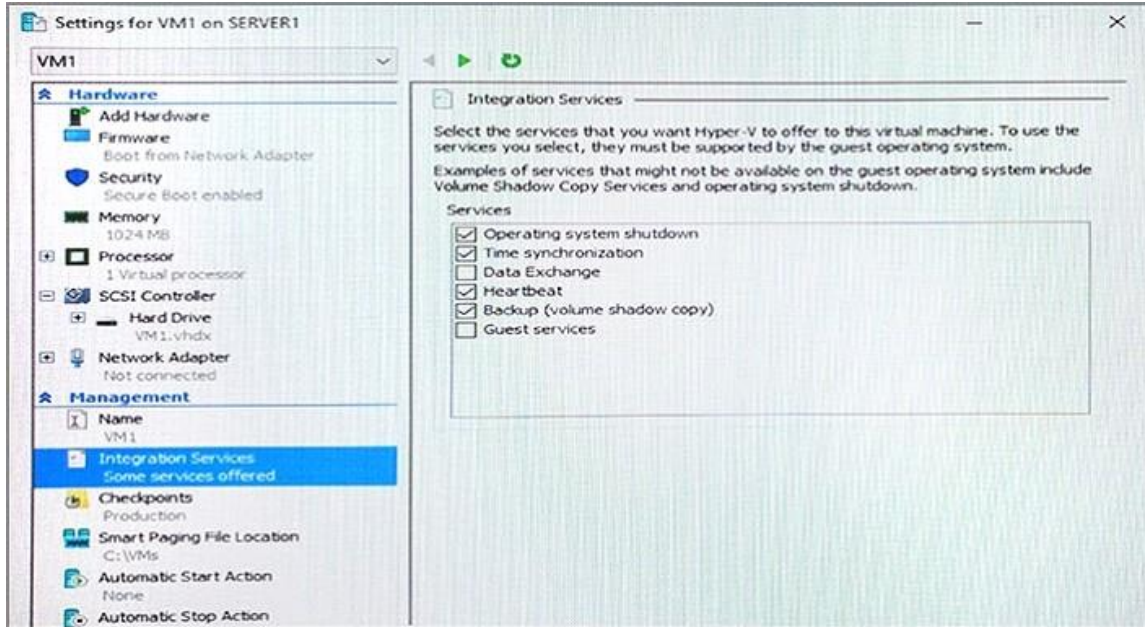 Settings for VM1 on SERVER1
VM1
Hardware
Add Hardware
Firmware
Boot from Network Adapter
Security
Secure Boot enabled
Memory
1024 MB
Processor
1 Virtual processor
SCSI Controller
Hard Drive
VM1.vhdx
Network Adapter
Not connected
Management
Name
VM1
Integration Services
Some services offered
Checkpoints
Production
Smart Paging File Location
C:\VMs
Automatic Start Action
None
Automatic Stop Action
Integration Services
Select the services that you want Hyper-V to offer to this virtual machine. To use the
services you select, they must be supported by the guest operating system.
Examples of services that might not be available on the guest operating system include
Volume Shadow Copy Services and operating system shutdown.
Services
Operating system shutdown
Time synchronization
Data Exchange
Heartbeat
Backup (volume shadow copy)
Guest services